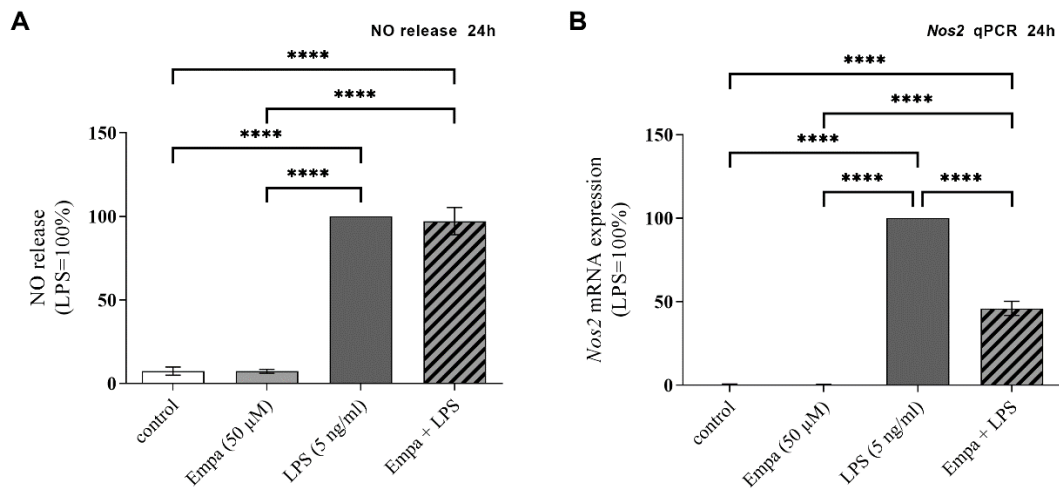 A
NO release 24h
****
****
****
****
NO release
(LPS=100%)
150
100
50
0
control
Empa (50 µM)
LPS (5 ng/ml)
Empa + LPS
B
Nos2 qPCR 24h
****
****
****
**** ****
Nos2 mRNA expression
(LPS=100%)
150
100
50
0
control
Empa (50 µM)
LPS (5 ng/ml)
Empa + LPS